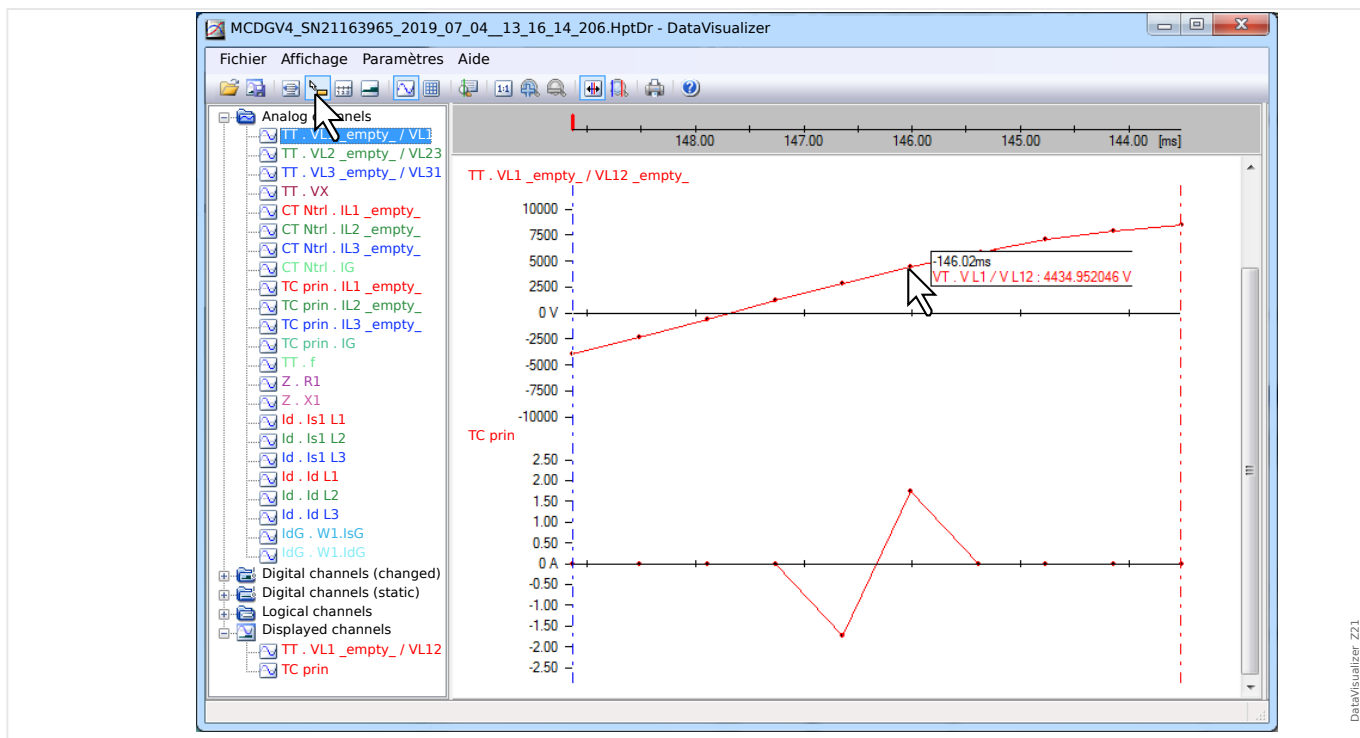 MCDGV4_SN21163965_2019_07_04__13_16_14_206.HptDr - DataVisualizer
Fichier Affichage Paramètres Aide
1:1
Analog channels
TT . VL1 _empty_ / VL1
TT . VL2 _empty_ / VL23
TT . VL3 _empty_ / VL31
TT . VX
CT Ntrl . IL1 _empty_
CT Ntrl . IL2 _empty_
CT Ntrl . IL3 _empty_
CT Ntrl . IG
TC prin . IL1 _empty_
TC prin . IL2 _empty_
TC prin . IL3 _empty_
TC prin . IG
TT . f
Z . R1
Z . X1
Id . Is1 L1
Id . Is1 L2
Id . Is1 L3
Id . Id L1
Id . Id L2
Id . Id L3
IdG . W1.IsG
IdG . W1.IdG
Digital channels (changed)
Digital channels (static)
Logical channels
Displayed channels
TT . VL1 _empty_ / VL12
TC prin
148.00 147.00 146.00 145.00 144.00 [ms]
TT . VL1 _empty_ / VL12 _empty_
10000
7500
5000
2500
0 V
-2500
-5000
-7500
-10000
-146.02ms
VT . V L1 / V L12 : 4434.952046 V
TC prin
2.50
2.00
1.50
1.00
0.50
0 A
-0.50
-1.00
-1.50
-2.00
-2.50
DataVisualizer Z21